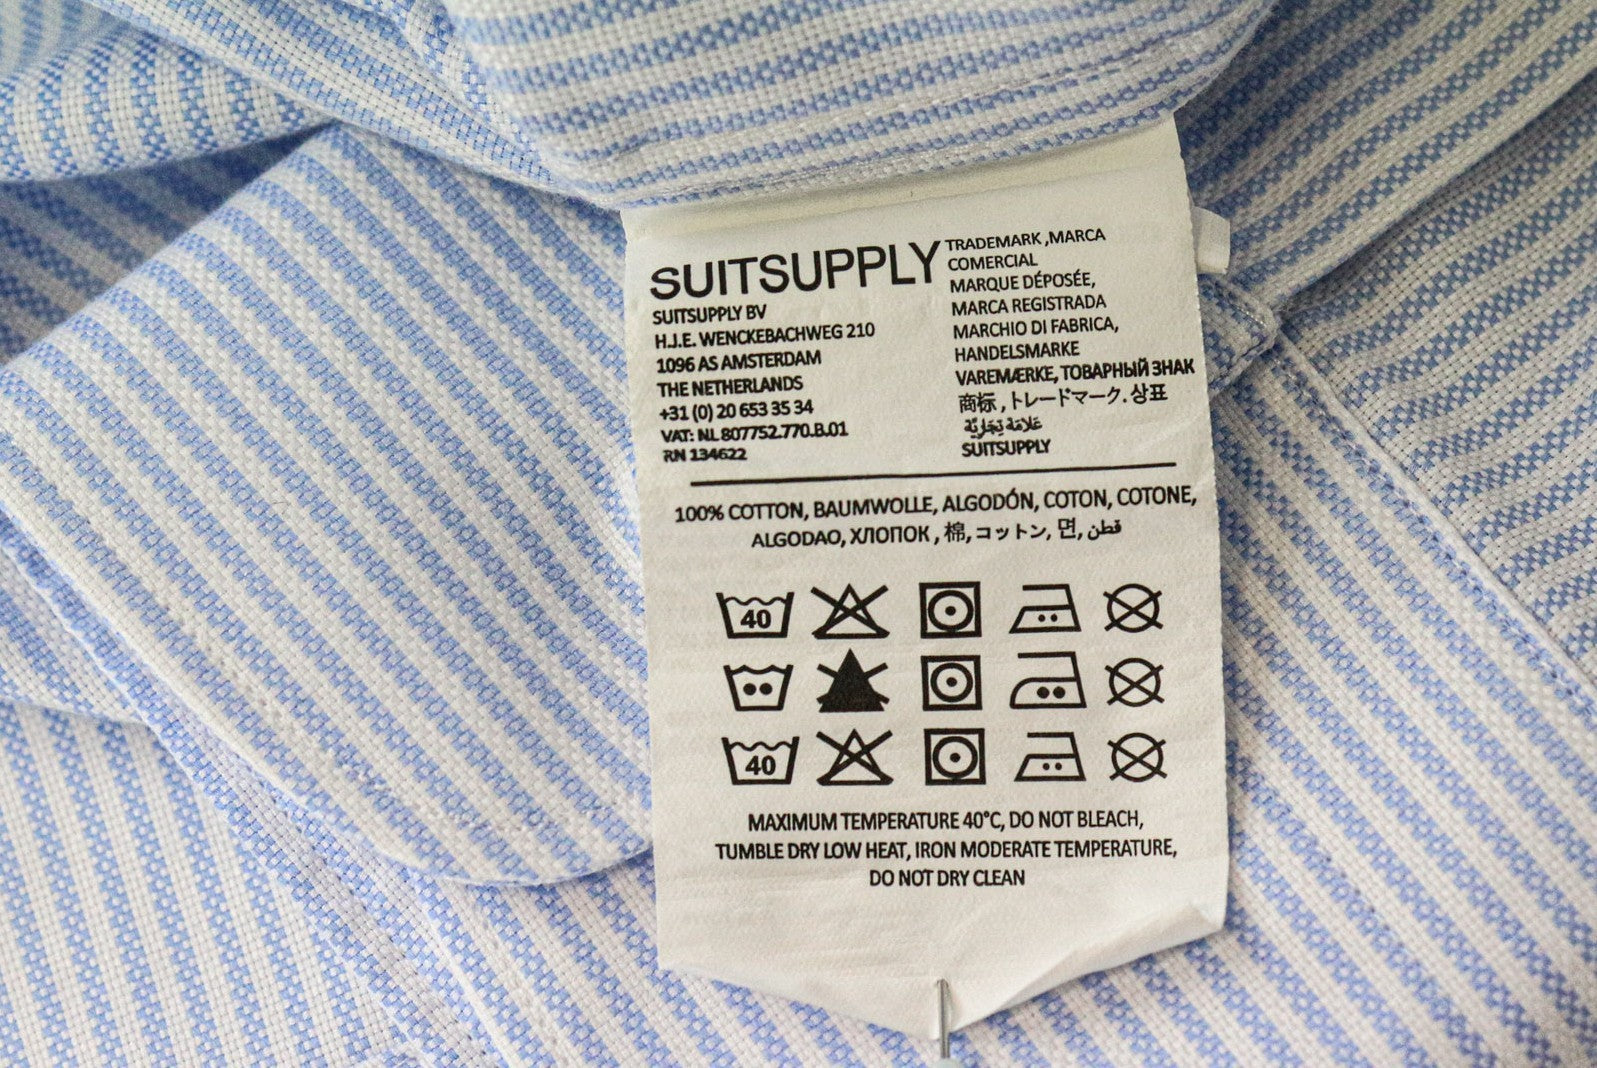 SUITSUPPLY
SUITSUPPLY BV
H.J.E. WENCKEBACHWEG 210
1096 AS AMSTERDAM
THE NETHERLANDS
+31 (0) 20 653 35 34
VAT: NL 807752.770.B.01
RN 134622
TRADEMARK ,MARCA
COMERCIAL
MARQUE DÉPOSÉE,
MARCA REGISTRADA
MARCHIO DI FABRICA,
HANDELSMARKE
VAREMÆRKE, ТОВАРНЫЙ ЗНАК
商标 , トレードマーク. 상표
علامة تجارية
SUITSUPPLY
100% COTTON, BAUMWOLLE, ALGODÓN, COTON, COTONE,
ALGODAO, ХЛОПОК , 棉, コットン, 면, قطن
40
40
MAXIMUM TEMPERATURE 40°C, DO NOT BLEACH,
TUMBLE DRY LOW HEAT, IRON MODERATE TEMPERATURE,
DO NOT DRY CLEAN